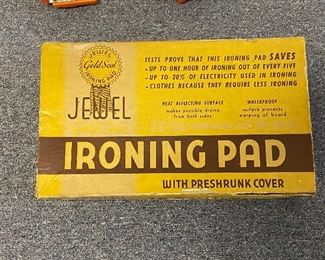 JEWEL
Gold Seal
IRONING PAD
JEWEL
TESTS PROVE THAT THIS IRONING PAD SAVES
- UP TO ONE HOUR OF IRONING OUT OF EVERY FIVE
- UP TO 20% OF ELECTRICITY USED IN IRONING
- CLOTHES BECAUSE THEY REQUIRE LESS IRONING
HEAT REFLECTING SURFACE
makes possible drying
from both sides
WATERPROOF
surface prevents
warping of board
IRONING PAD
WITH PRESHRUNK COVER